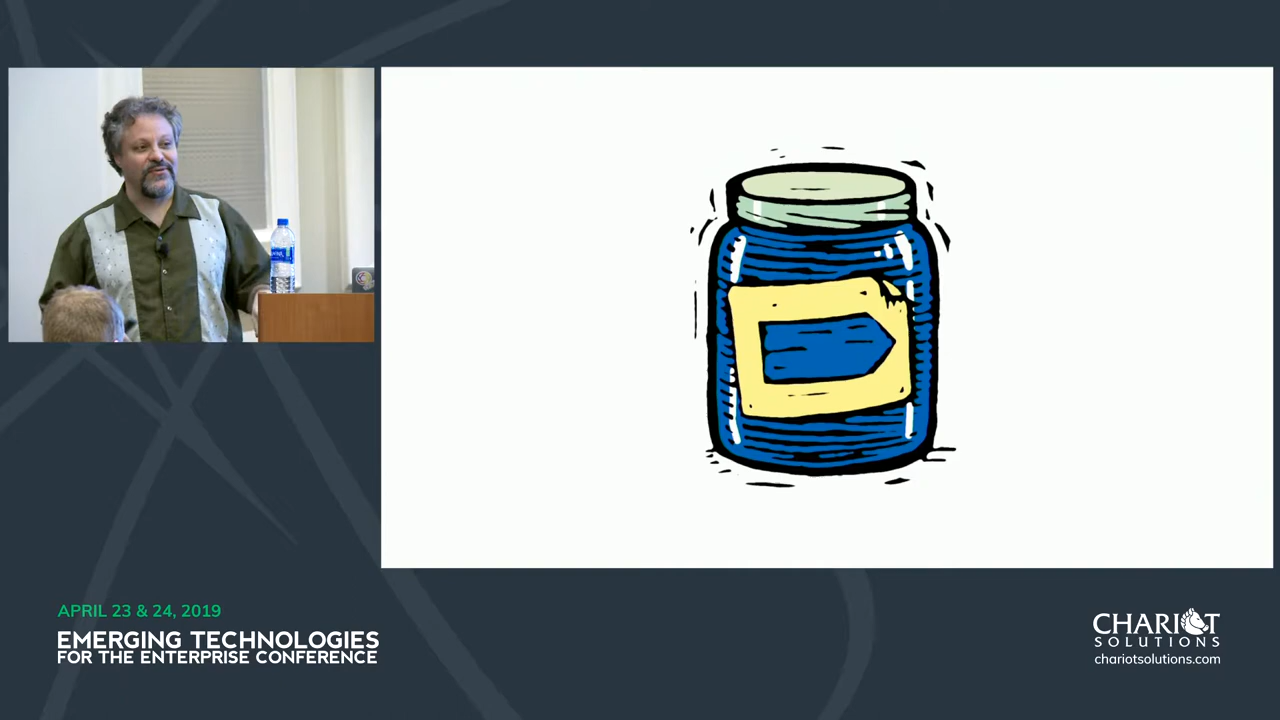 APRIL 23 & 24, 2019
EMERGING TECHNOLOGIES
FOR THE ENTERPRISE CONFERENCE
CHARIOT
SOLUTIONS
chariotsolutions.com